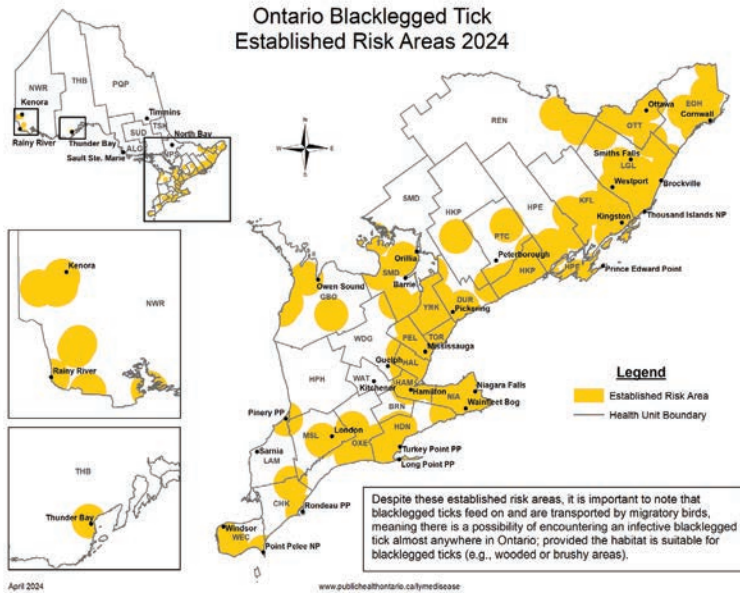 Ontario Blacklegged Tick
Established Risk Areas 2024
NWR
THB
PQP
Kenora
Timmins
TSK
Rainy River
Thunder Bay
SUD
North Bay
ALG
NPS
Sault Ste. Marie
REN
Ottawa
EOH
OTT
Cornwall
Smiths Falls
LGL
Westport
Brockville
SMD
HKP
HPE
KFL
Kingston
Thousand Islands NP
PTC
Peterborough
HKP
HPE
Prince Edward Point
Orillia
SMD
Barrie
Owen Sound
GBO
YRK
DUR
Pickering
WDG
PEL
TOR
Mississauga
Guelph
HAL
HPH
WAT
Kitchener
HAM
Hamilton
Niagara Falls
NIA
Wainfleet Bog
BRN
Pinery PP
MSL
London
OXE
HDN
Sarnia
LAM
Turkey Point PP
Long Point PP
CHK
Rondeau PP
Windsor
WEC
Point Pelee NP
Kenora
NWR
Rainy River
THB
Thunder Bay
Legend
Established Risk Area
Health Unit Boundary
Despite these established risk areas, it is important to note that
blacklegged ticks feed on and are transported by migratory birds,
meaning there is a possibility of encountering an infective blacklegged
tick almost anywhere in Ontario; provided the habitat is suitable for
blacklegged ticks (e.g., wooded or brushy areas).
April 2024
www.publichealthontario.ca/lymedisease